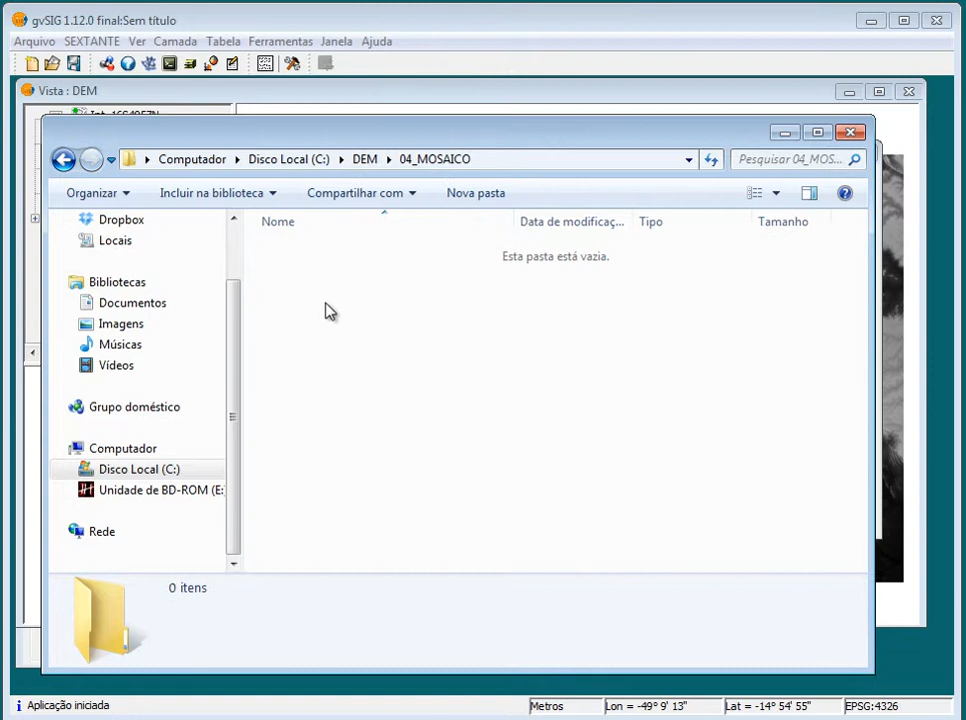 gvSIG 1.12.0 final:Sem título
Arquivo SEXTANTE Ver Camada Tabela Ferramentas Janela Ajuda
Vista : DEM
Computador Disco Local (C:) DEM 04_MOSAICO
Pesquisar 04_MOS...
Organizar Incluir na biblioteca Compartilhar com Nova pasta
Nome Data de modificaç... Tipo Tamanho
Esta pasta está vazia.
Dropbox
Locais
Bibliotecas
Documentos
Imagens
Músicas
Vídeos
Grupo doméstico
Computador
Disco Local (C:)
Unidade de BD-ROM (E:
Rede
0 itens
Aplicação iniciada
Metros
Lon = -49° 9' 13"
Lat = -14° 54' 55"
EPSG:4326